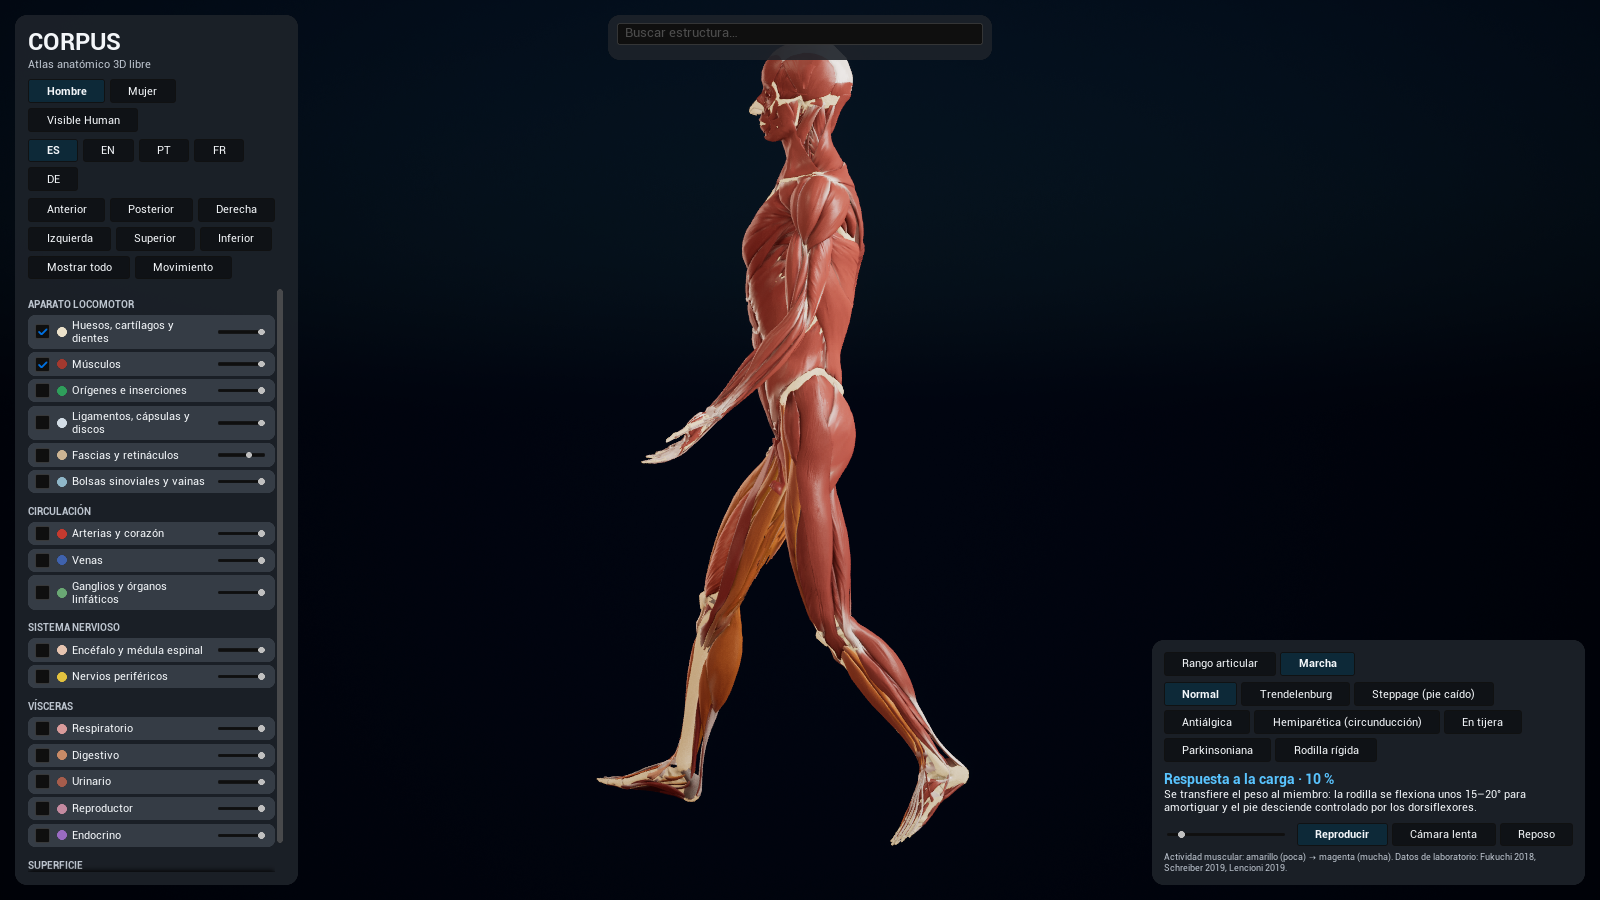 CORPUS
Atlas anatómico 3D libre
Hombre
Mujer
Visible Human
ES
EN
PT
FR
DE
Anterior
Posterior
Derecha
Izquierda
Superior
Inferior
Mostrar todo
Movimiento
APARATO LOCOMOTOR
Huesos, cartílagos y
dientes
Músculos
Orígenes e inserciones
Ligamentos, cápsulas y
discos
Fascias y retináculos
Bolsas sinoviales y vainas
CIRCULACIÓN
Arterias y corazón
Venas
Ganglios y órganos
linfáticos
SISTEMA NERVIOSO
Encéfalo y médula espinal
Nervios periféricos
VÍSCERAS
Respiratorio
Digestivo
Urinario
Reproductor
Endocrino
SUPERFICIE
Buscar estructura...
Rango articular
Marcha
Normal
Trendelenburg
Steppage (pie caído)
Antiálgica
Hemiparética (circunducción)
En tijera
Parkinsoniana
Rodilla rígida
Respuesta a la carga · 10 %
Se transfiere el peso al miembro: la rodilla se flexiona unos 15–20° para
amortiguar y el pie desciende controlado por los dorsiflexores.
Reproducir
Cámara lenta
Reposo
Actividad muscular: amarillo (poca) → magenta (mucha). Datos de laboratorio: Fukuchi 2018,
Schreiber 2019, Lencioni 2019.